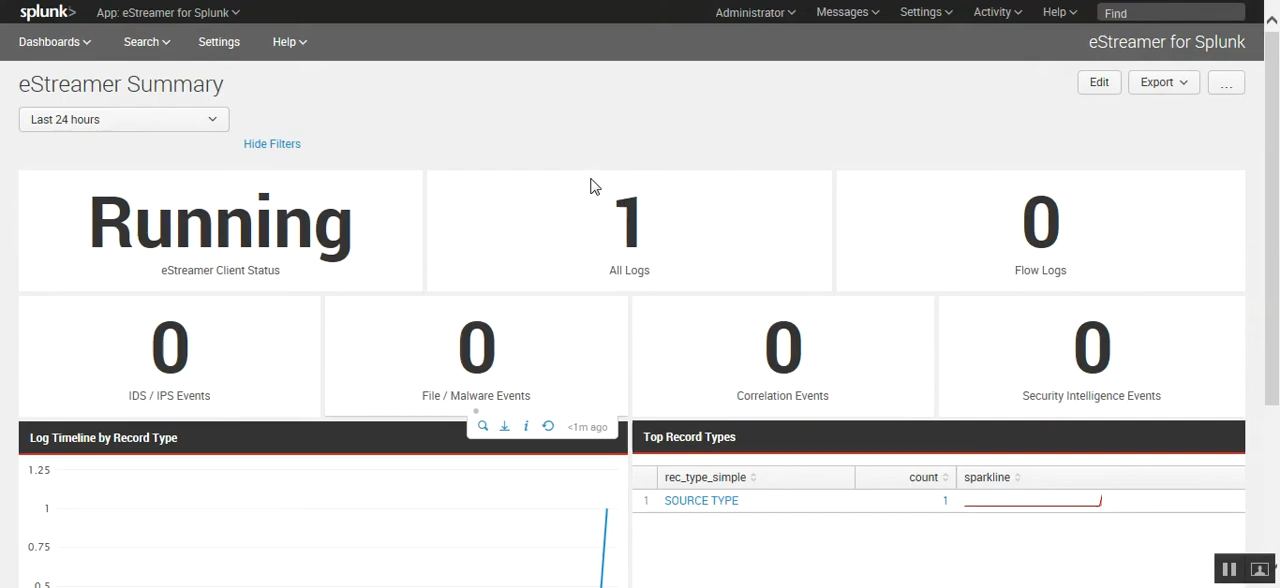 splunk> App: eStreamer for Splunk Administrator Messages Settings Activity Help Find
Dashboards Search Settings Help eStreamer for Splunk
eStreamer Summary Edit Export ...
Last 24 hours
Hide Filters
Running 1 0
eStreamer Client Status All Logs Flow Logs
0 0 0 0
IDS / IPS Events File / Malware Events Correlation Events Security Intelligence Events
i <1m ago
Log Timeline by Record Type Top Record Types
1.25
rec_type_simple count sparkline
1 SOURCE TYPE 1
1
0.75
0.5